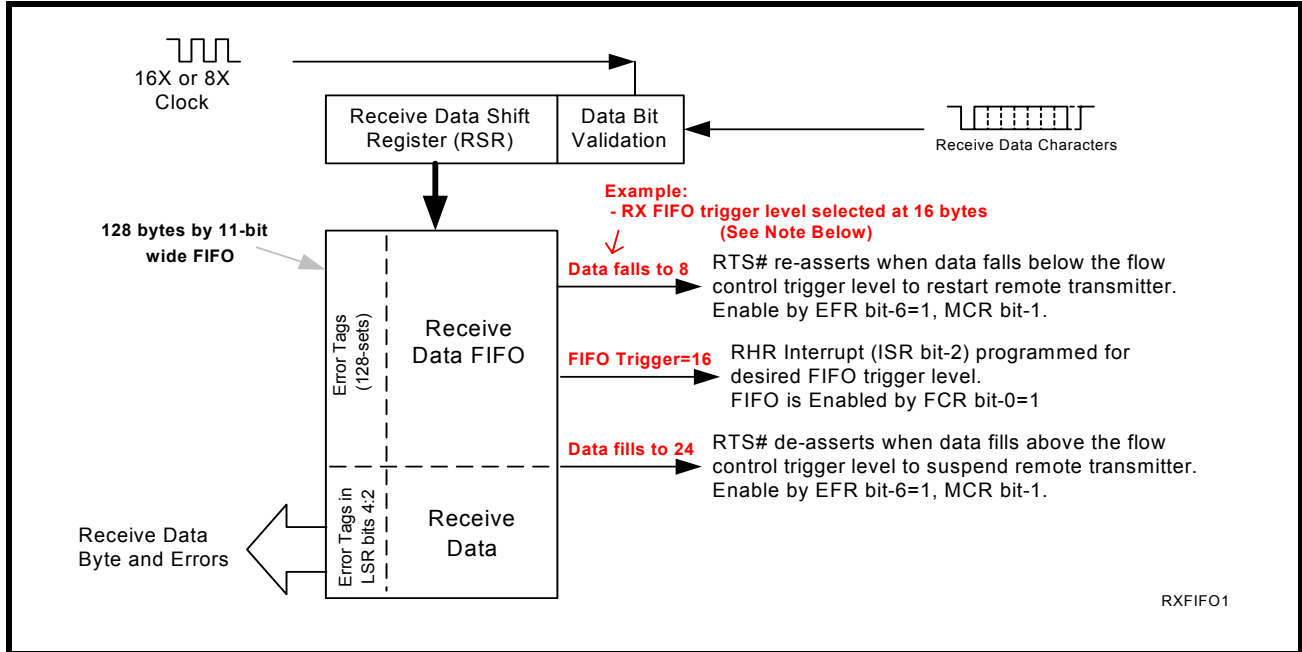 16X or 8X
Clock
Receive Data Shift
Register (RSR)
Data Bit
Validation
Receive Data Characters
Example:
- RX FIFO trigger level selected at 16 bytes
(See Note Below)
128 bytes by 11-bit
wide FIFO
Data falls to 8
RTS# re-asserts when data falls below the flow
control trigger level to restart remote transmitter.
Enable by EFR bit-6=1, MCR bit-1.
Error Tags
(128-sets)
Receive
Data FIFO
FIFO Trigger=16
RHR Interrupt (ISR bit-2) programmed for
desired FIFO trigger level.
FIFO is Enabled by FCR bit-0=1
Data fills to 24
RTS# de-asserts when data fills above the flow
control trigger level to suspend remote transmitter.
Enable by EFR bit-6=1, MCR bit-1.
Error Tags in
LSR bits 4:2
Receive
Data
Receive Data
Byte and Errors
RXFIFO1